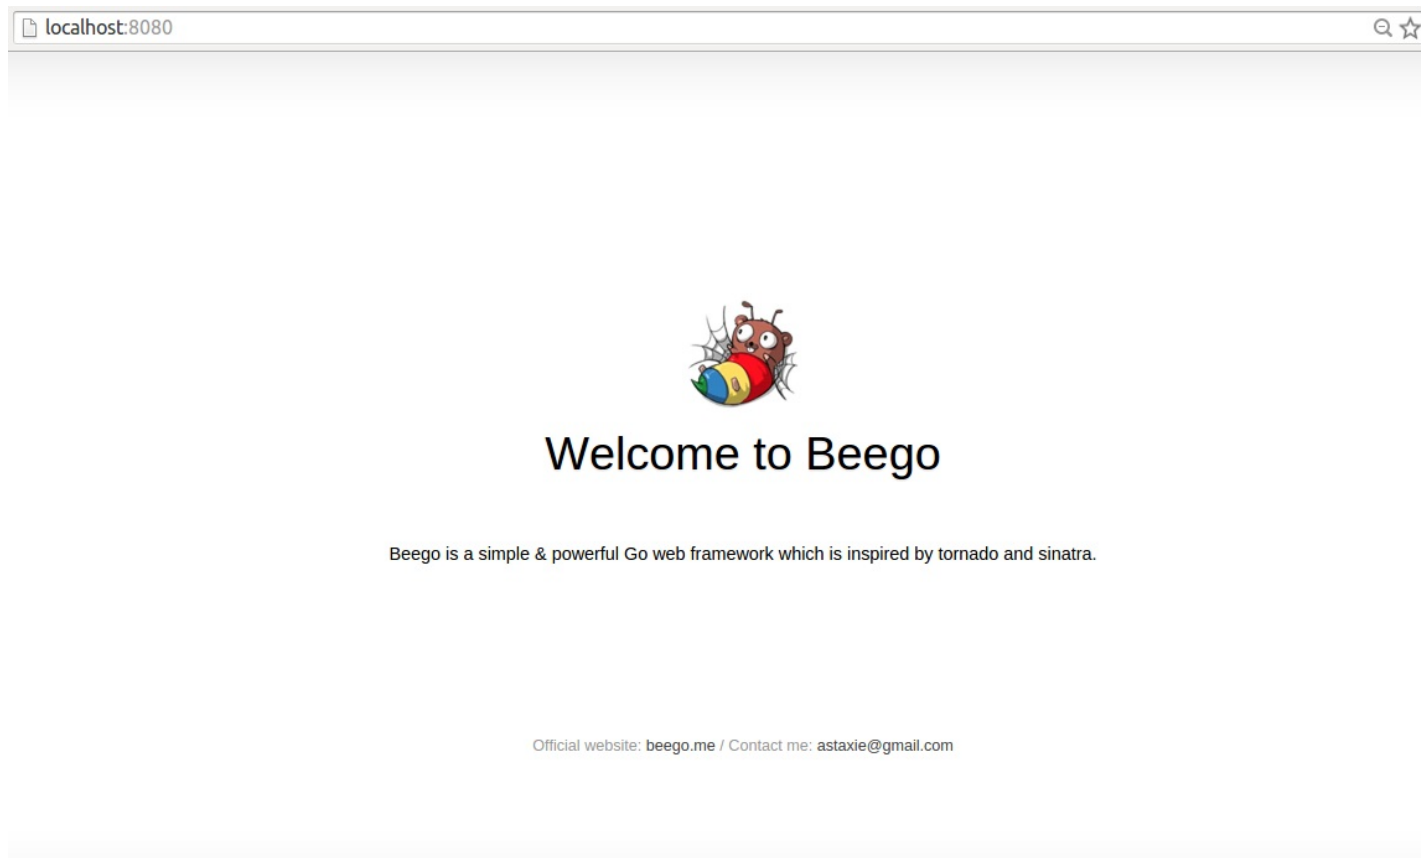 localhost:8080
Welcome to Beego
Beego is a simple & powerful Go web framework which is inspired by tornado and sinatra.
Official website: beego.me / Contact me: astaxie@gmail.com